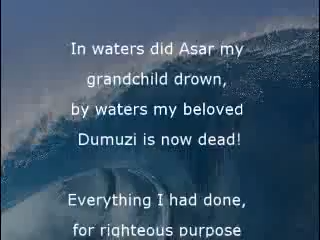 In waters did Asar my
grandchild drown,
by waters my beloved
Dumuzi is now dead!
Everything I had done,
for righteous purpose